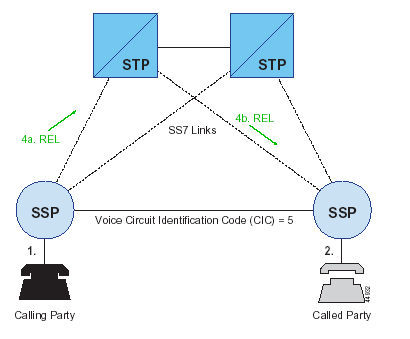 STP
STP
4a. REL
4b. REL
SS7 Links
SSP
SSP
Voice Circuit Identification Code (CIC) = 5
1.
2.
44932
Calling Party
Called Party